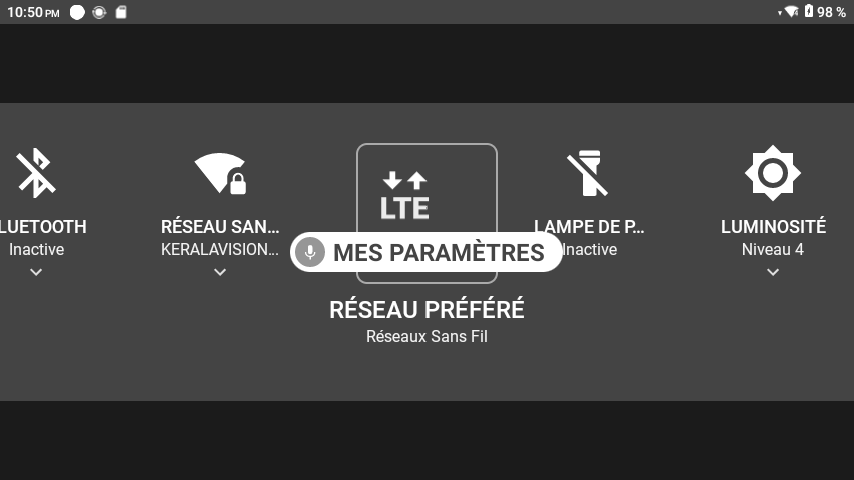 10:50 PM
98 %
LUETOOTH
Inactive
RÉSEAU SAN...
KERALAVISION...
LTE
LAMPE DE P...
Inactive
LUMINOSITÉ
Niveau 4
MES PARAMÈTRES
RÉSEAU PRÉFÉRÉ
Réseaux Sans Fil